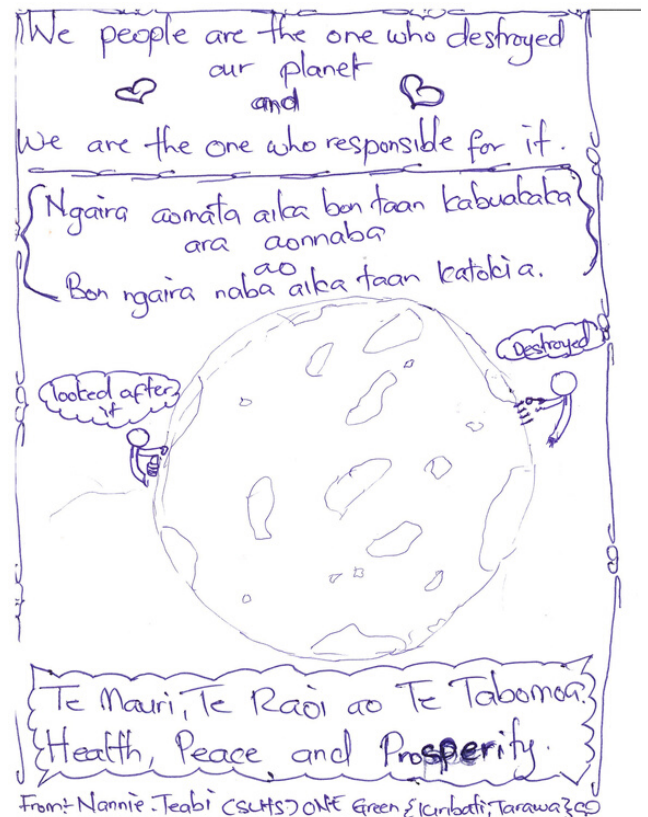 We people are the one who destroyed
our planet
and
We are the one who responsible for it.
Ngaira aomata aika bon taan kabuakaka
ara aonnaba
ao
Bon ngaira naba aika taan katokia.
Destroyed
looked after
it
Te Mauri, Te Raoi ao Te Tabomoa.
Health, Peace and Prosperity.
From: Nannie Teabi (SLHS) ONE Green {Kiribati, Tarawa}